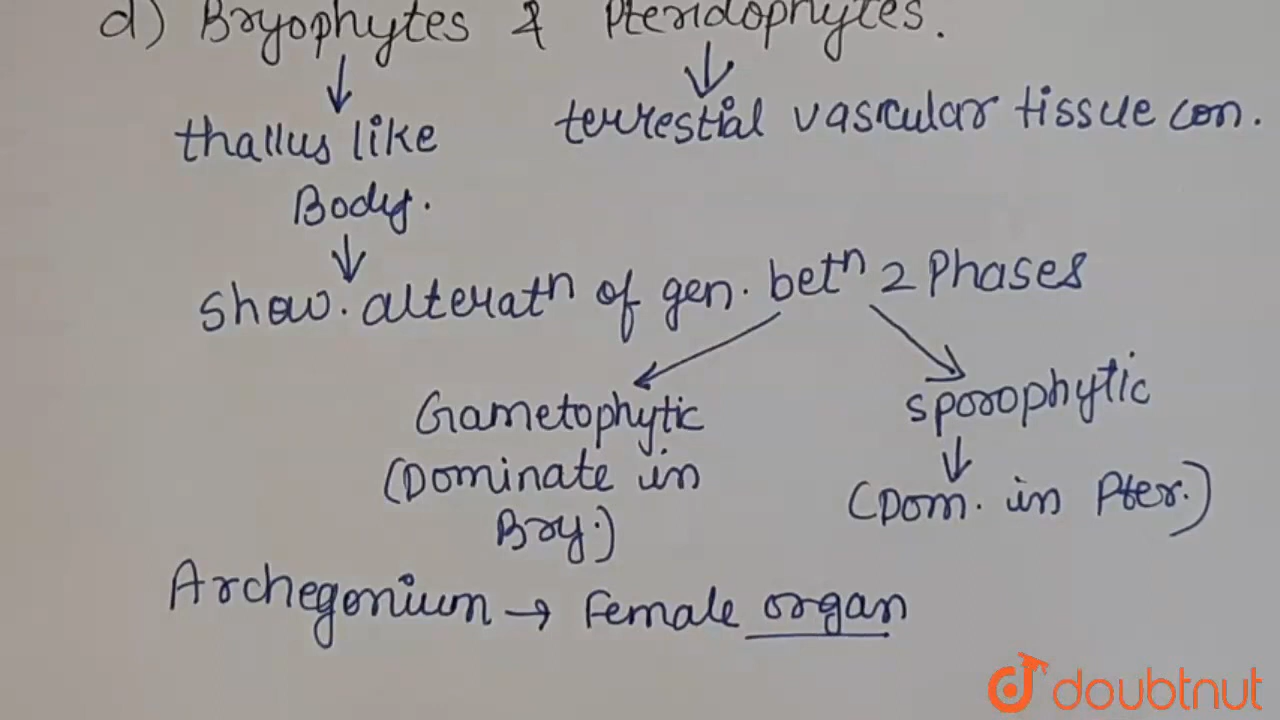 d) Bryophytes & Pteridophytes.
thallus like
Body.
terrestial vascular tissue con.
Show. alteratn of gen. betn 2 Phases
Gametophytic
(Dominate in
Bry.)
sporophytic
(Dom. in Pter.)
Archegonium → Female organ
doubtnut